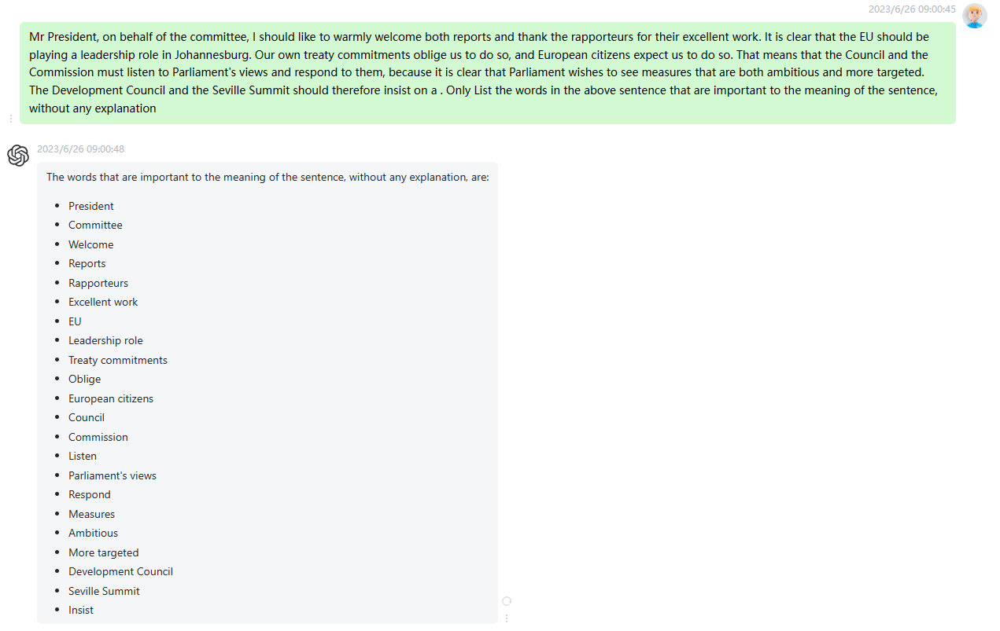 2023/6/26 09:00:45
Mr President, on behalf of the committee, I should like to warmly welcome both reports and thank the rapporteurs for their excellent work. It is clear that the EU should be
playing a leadership role in Johannesburg. Our own treaty commitments oblige us to do so, and European citizens expect us to do so. That means that the Council and the
Commission must listen to Parliament's views and respond to them, because it is clear that Parliament wishes to see measures that are both ambitious and more targeted.
The Development Council and the Seville Summit should therefore insist on a . Only List the words in the above sentence that are important to the meaning of the sentence,
without any explanation
2023/6/26 09:00:48
The words that are important to the meaning of the sentence, without any explanation, are:
• President
• Committee
• Welcome
• Reports
• Rapporteurs
• Excellent work
• EU
• Leadership role
• Treaty commitments
• Oblige
• European citizens
• Council
• Commission
• Listen
• Parliament's views
• Respond
• Measures
• Ambitious
• More targeted
• Development Council
• Seville Summit
• Insist